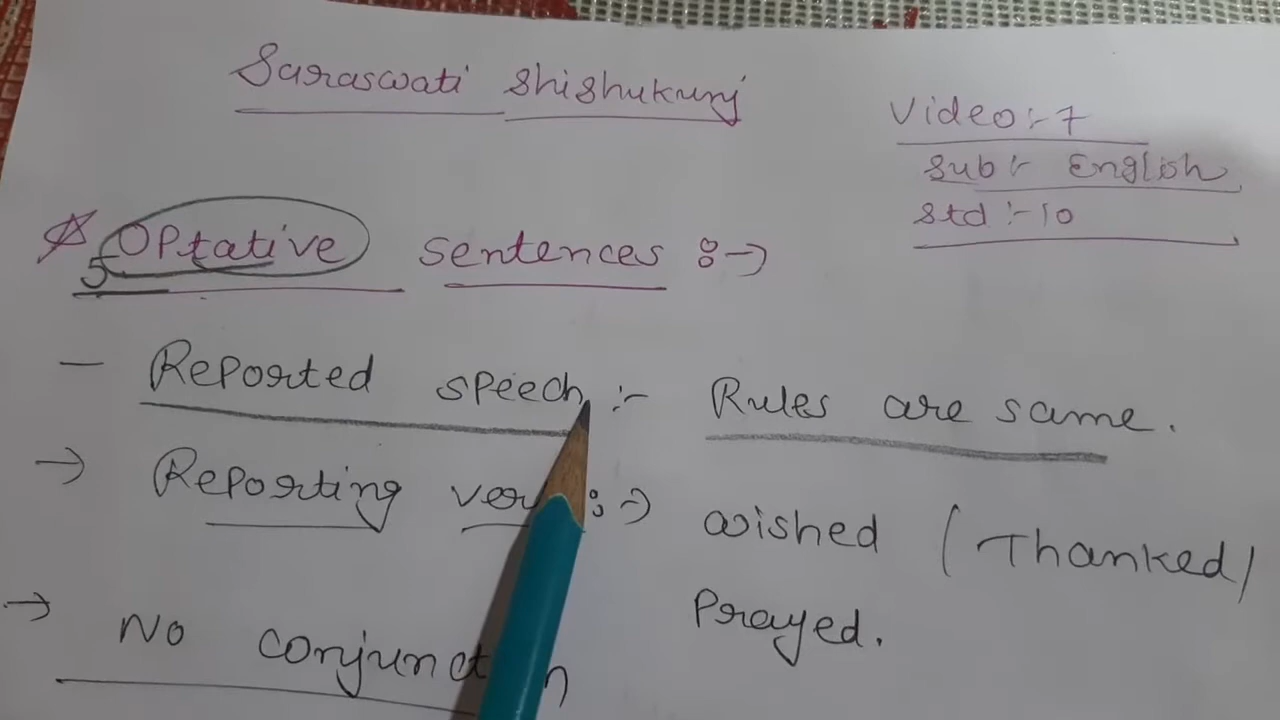 Saraswati Shishukunj
Video:- 7
Sub:- English
Std :- 10
5 Optative sentences :->
- Reported speech :- Rules are same.
-> Reporting ver :-> wished (Thanked/
Prayed.
-> No